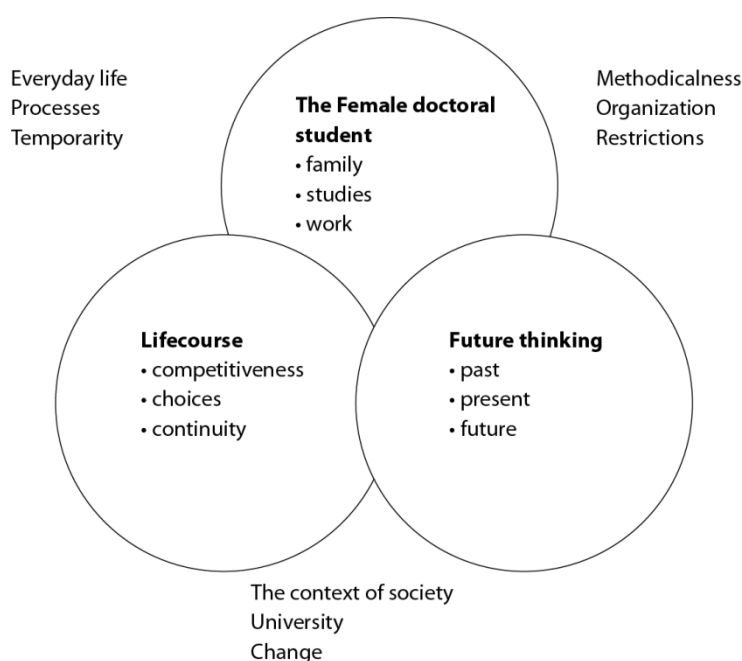 Everyday life
Processes
Temporarity
Methodicalness
Organization
Restrictions
The Female doctoral
student
• family
• studies
• work
Lifecourse
• competitiveness
• choices
• continuity
Future thinking
• past
• present
• future
The context of society
University
Change